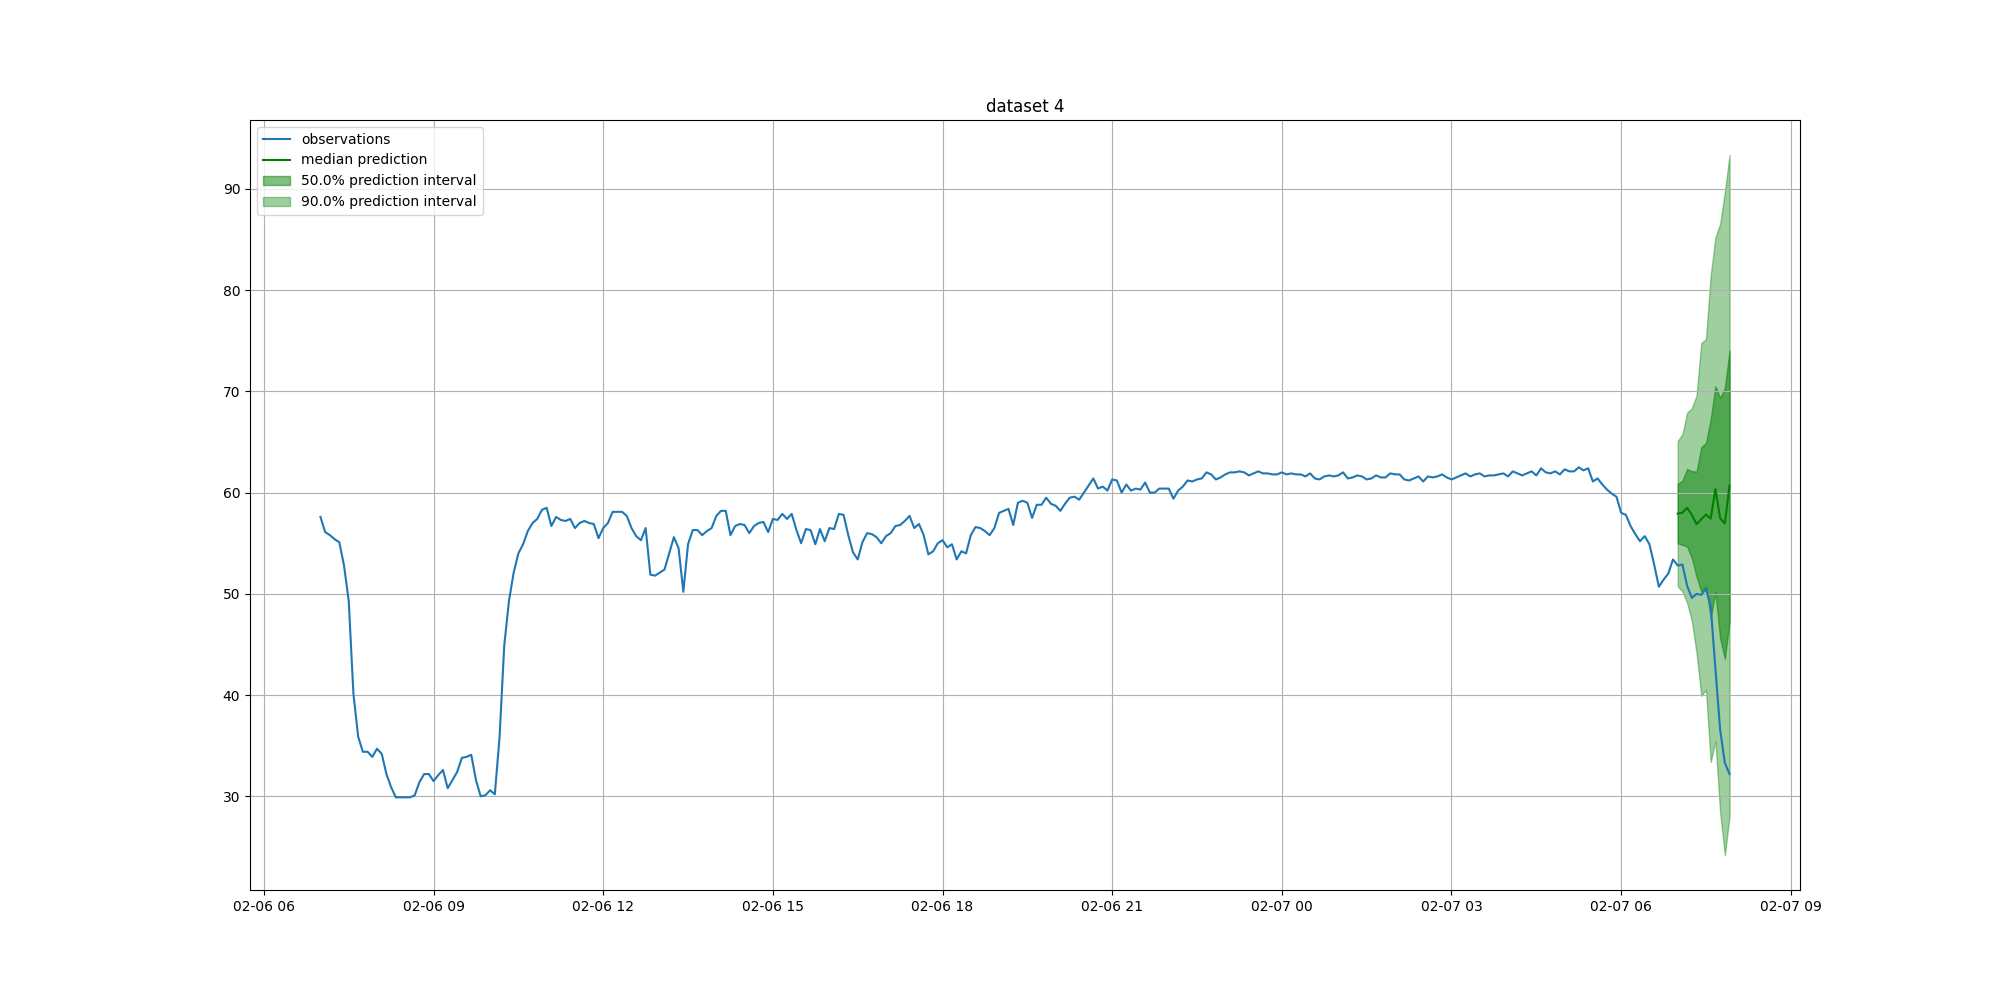 dataset 4
observations
median prediction
50.0% prediction interval
90.0% prediction interval
90
80
70
60
50
40
30
02-06 06 02-06 09 02-06 12 02-06 15 02-06 18 02-06 21 02-07 00 02-07 03 02-07 06 02-07 09